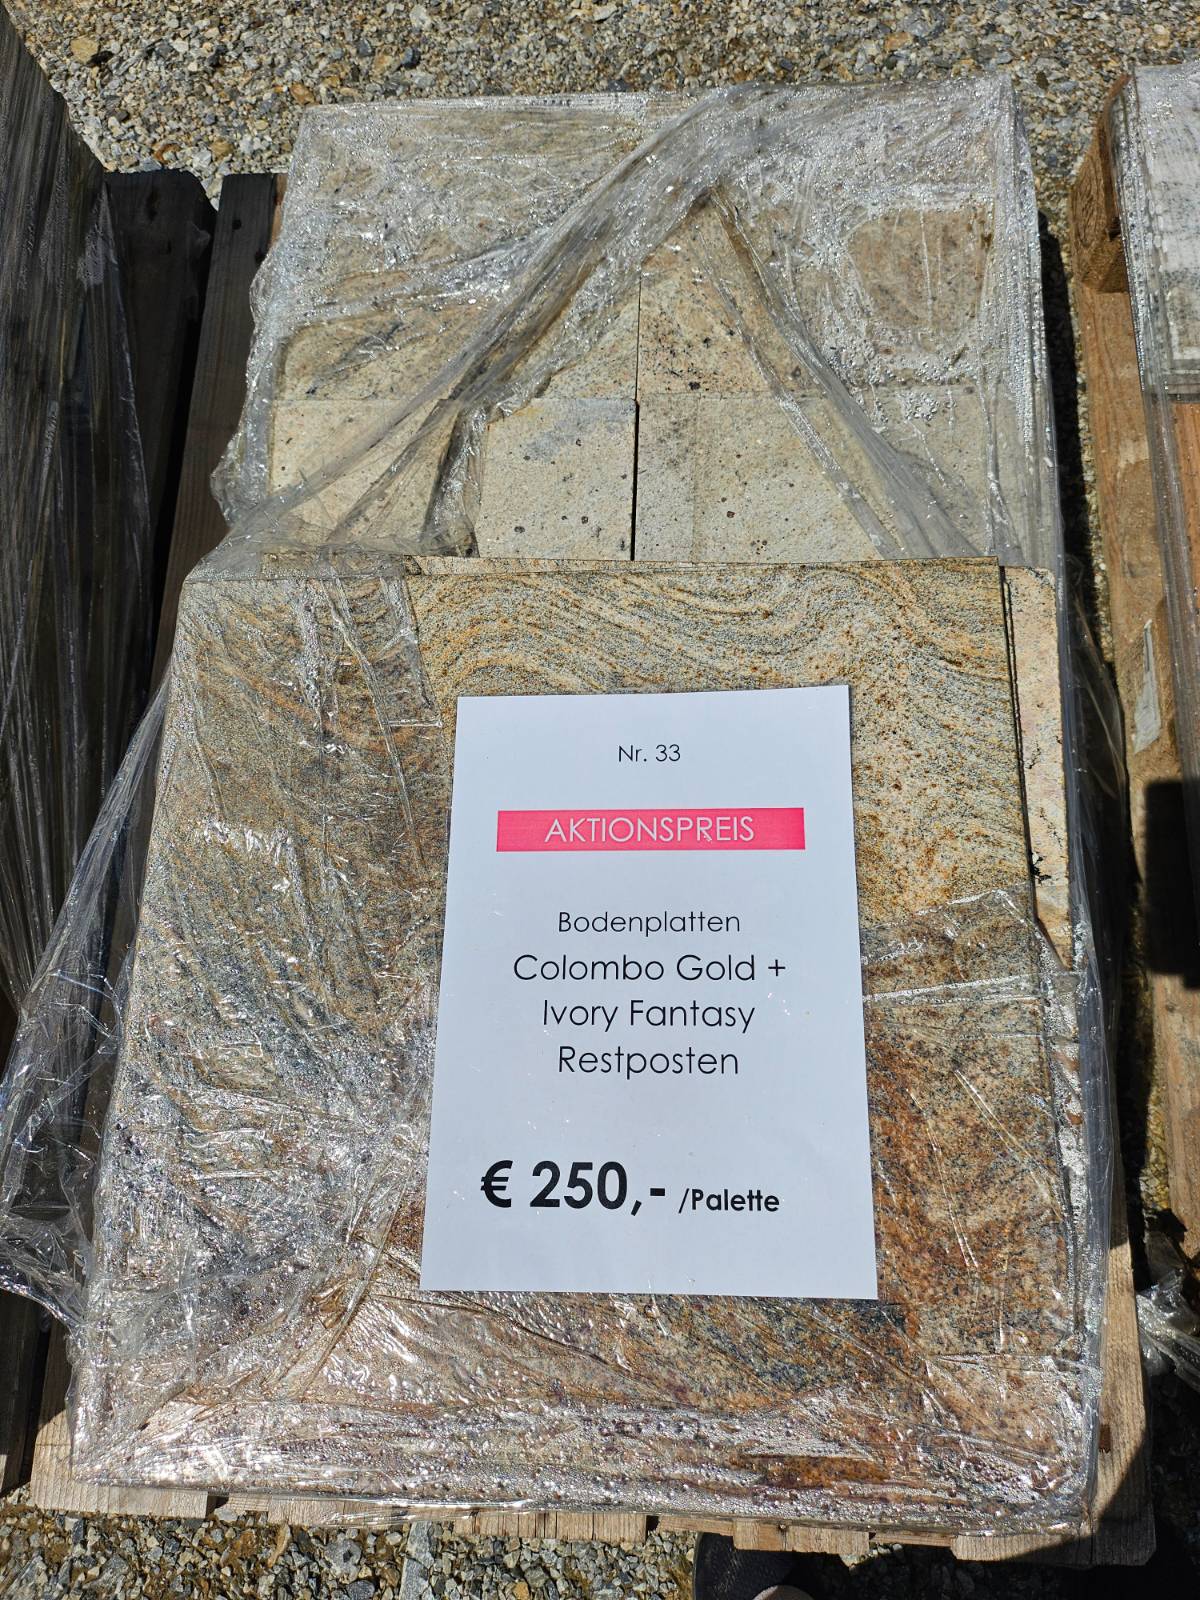 Nr. 33
AKTIONSPREIS
Bodenplatten
Colombo Gold +
Ivory Fantasy
Restposten
€ 250,- /Palette